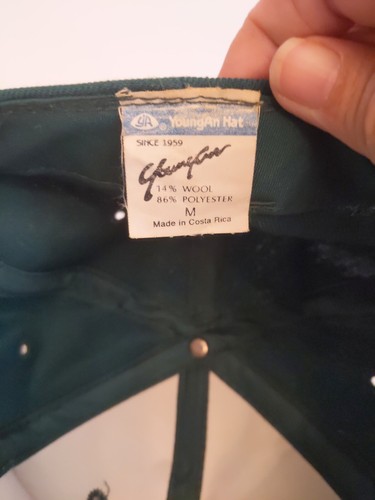 YA YoungAn Hat
SINCE 1959
YoungAn
14% WOOL
86% POLYESTER
M
Made in Costa Rica